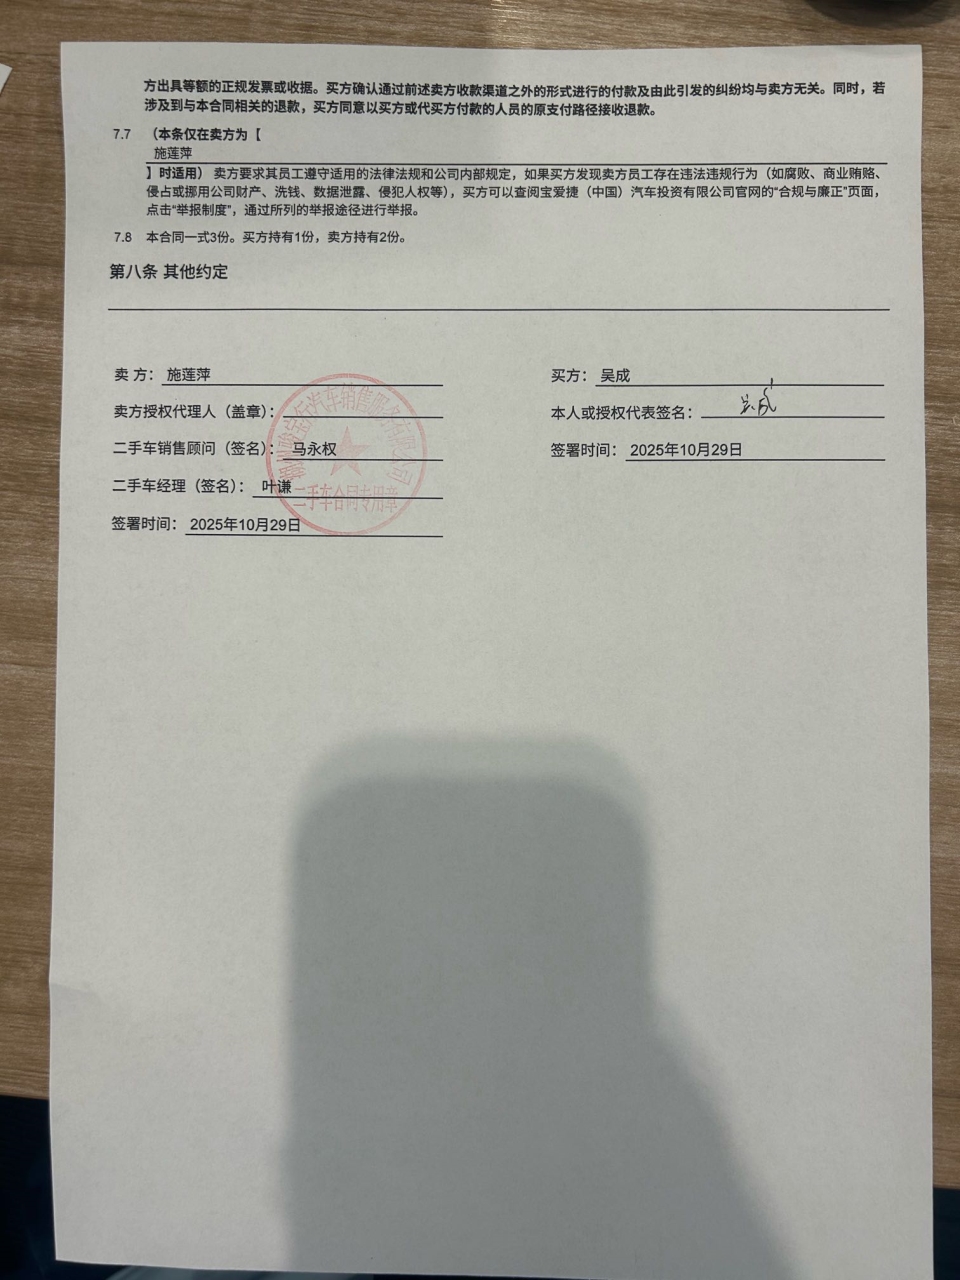 方出具等额的正规发票或收据。买方确认通过前述卖方收款渠道之外的形式进行的付款及由此引发的纠纷均与卖方无关。同时，若
涉及到与本合同相关的退款，买方同意以买方或代买方付款的人员的原支付路径接收退款。
7.7 （本条仅在卖方为【
施莲萍
】时适用） 卖方要求其员工遵守适用的法律法规和公司内部规定，如果买方发现卖方员工存在违法违规行为（如腐败、商业贿赂、
侵占或挪用公司财产、洗钱、数据泄露、侵犯人权等），买方可以查阅宝爱捷（中国）汽车投资有限公司官网的“合规与廉正”页面，
点击“举报制度”，通过所列的举报途径进行举报。
7.8 本合同一式3份。买方持有1份，卖方持有2份。
第八条 其他约定
卖 方： 施莲萍
买方： 吴成
卖方授权代理人（盖章）：
本人或授权代表签名： 吴成
二手车销售顾问（签名）： 马永权
签署时间： 2025年10月29日
二手车经理（签名）： 叶谦
二手车合同专用章
签署时间： 2025年10月29日